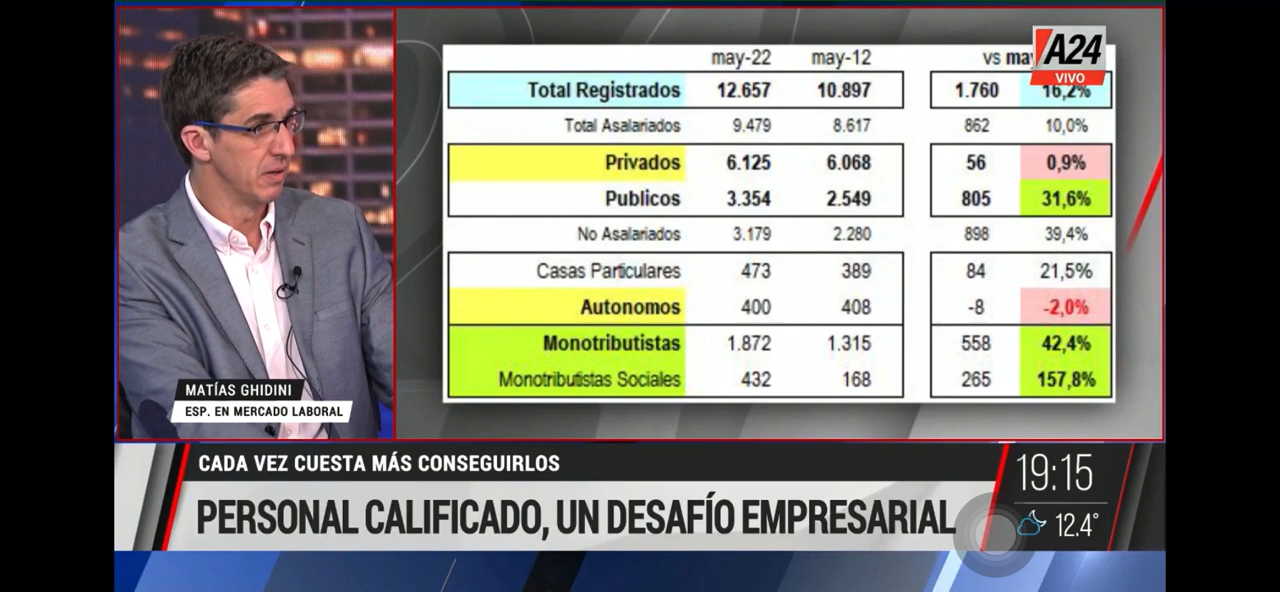 may-22 may-12 vs may
Total Registrados 12.657 10.897 1.760 16,2%
Total Asalariados 9.479 8.617 862 10,0%
Privados 6.125 6.068 56 0,9%
Publicos 3.354 2.549 805 31,6%
No Asalariados 3.179 2.280 898 39,4%
Casas Particulares 473 389 84 21,5%
Autonomos 400 408 -8 -2,0%
Monotributistas 1.872 1.315 558 42,4%
Monotributistas Sociales 432 168 265 157,8%
A24
VIVO
MATÍAS GHIDINI
ESP. EN MERCADO LABORAL
CADA VEZ CUESTA MÁS CONSEGUIRLOS
PERSONAL CALIFICADO, UN DESAFÍO EMPRESARIAL
19:15
12.4°